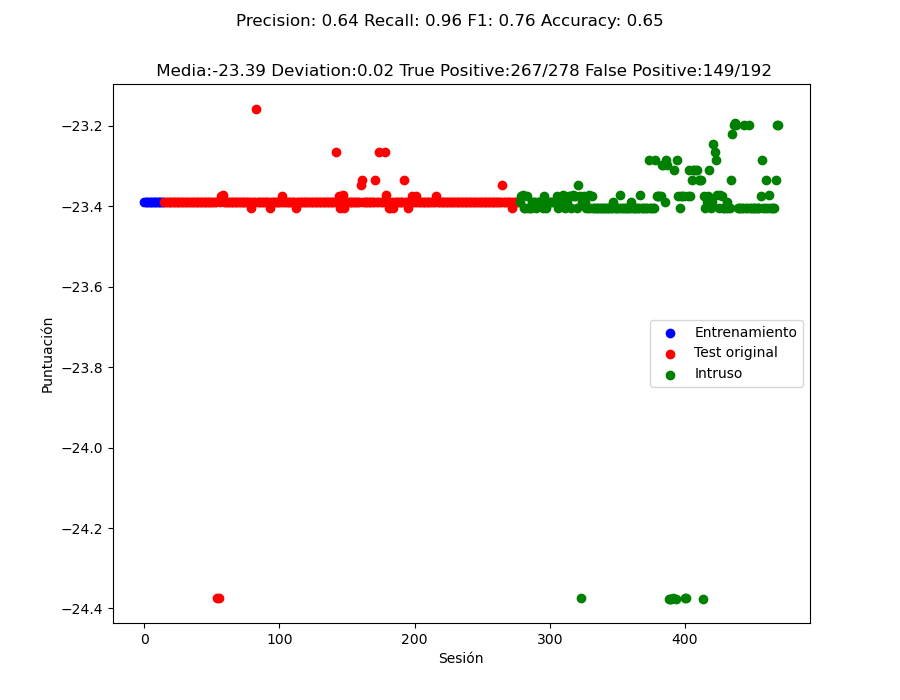 Precision: 0.64 Recall: 0.96 F1: 0.76 Accuracy: 0.65
Media:-23.39 Deviation:0.02 True Positive:267/278 False Positive:149/192
−23.2
−23.4
−23.6
−23.8
−24.0
−24.2
−24.4
Puntuación
Entrenamiento
Test original
Intruso
0
100
200
300
400
Sesión